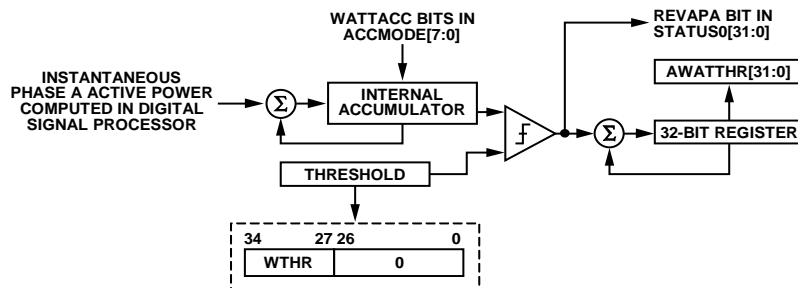 WATTACC BITS IN
ACCMODE[7:0]
REVAPA BIT IN
STATUS0[31:0]
INSTANTANEOUS
PHASE A ACTIVE POWER
COMPUTED IN DIGITAL
SIGNAL PROCESSOR
Σ
INTERNAL
ACCUMULATOR
AWATTHR[31:0]
Σ
32-BIT REGISTER
THRESHOLD
34 27 26 0
WTHR 0